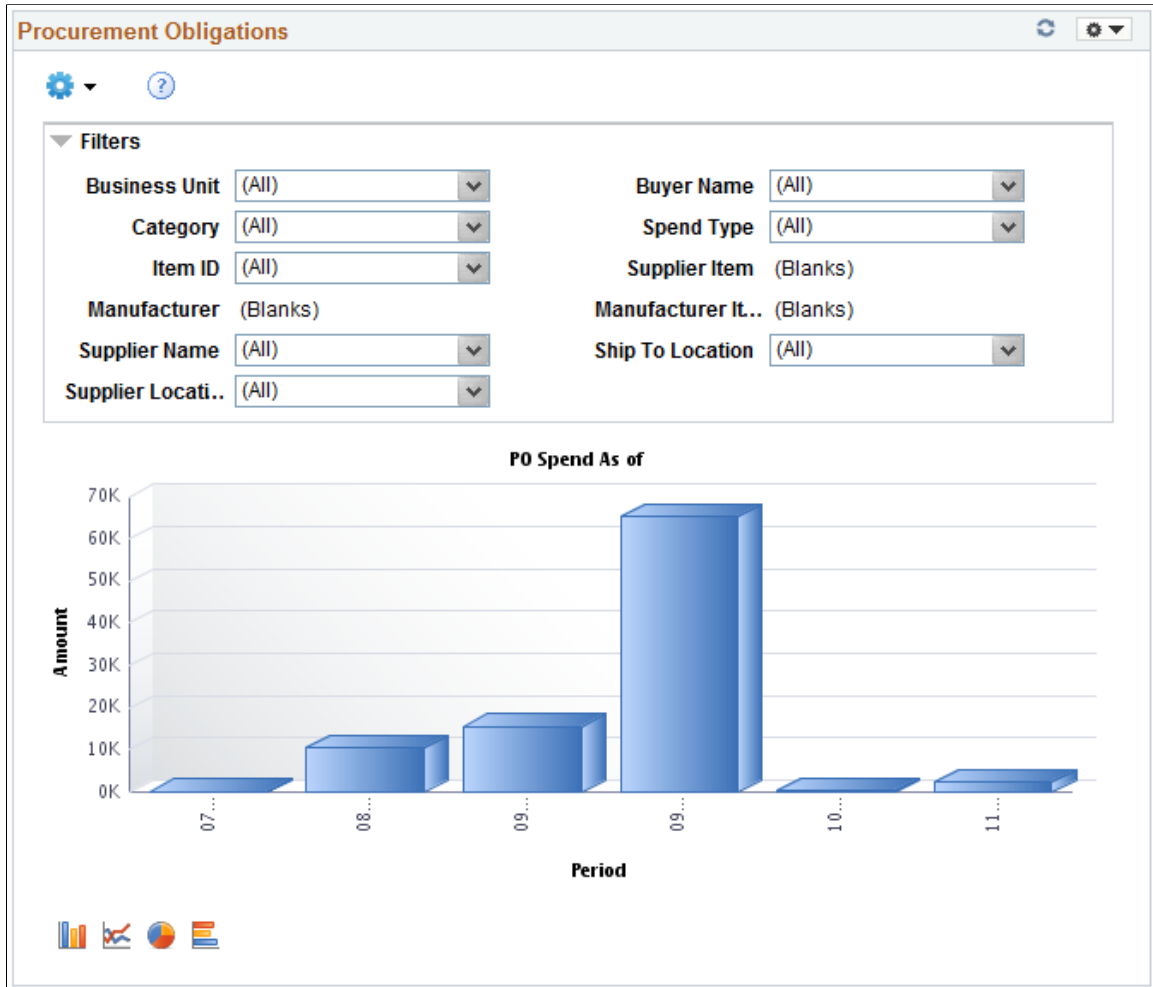 Procurement Obligations
?
Filters
Business Unit (All) Buyer Name (All)
Category (All) Spend Type (All)
Item ID (All) Supplier Item (Blanks)
Manufacturer (Blanks) Manufacturer It... (Blanks)
Supplier Name (All) Ship To Location (All)
Supplier Locati... (All)
PO Spend As of
70K
60K
50K
40K
30K
20K
10K
0K
Amount
07... 08... 09... 09... 10... 11...
Period